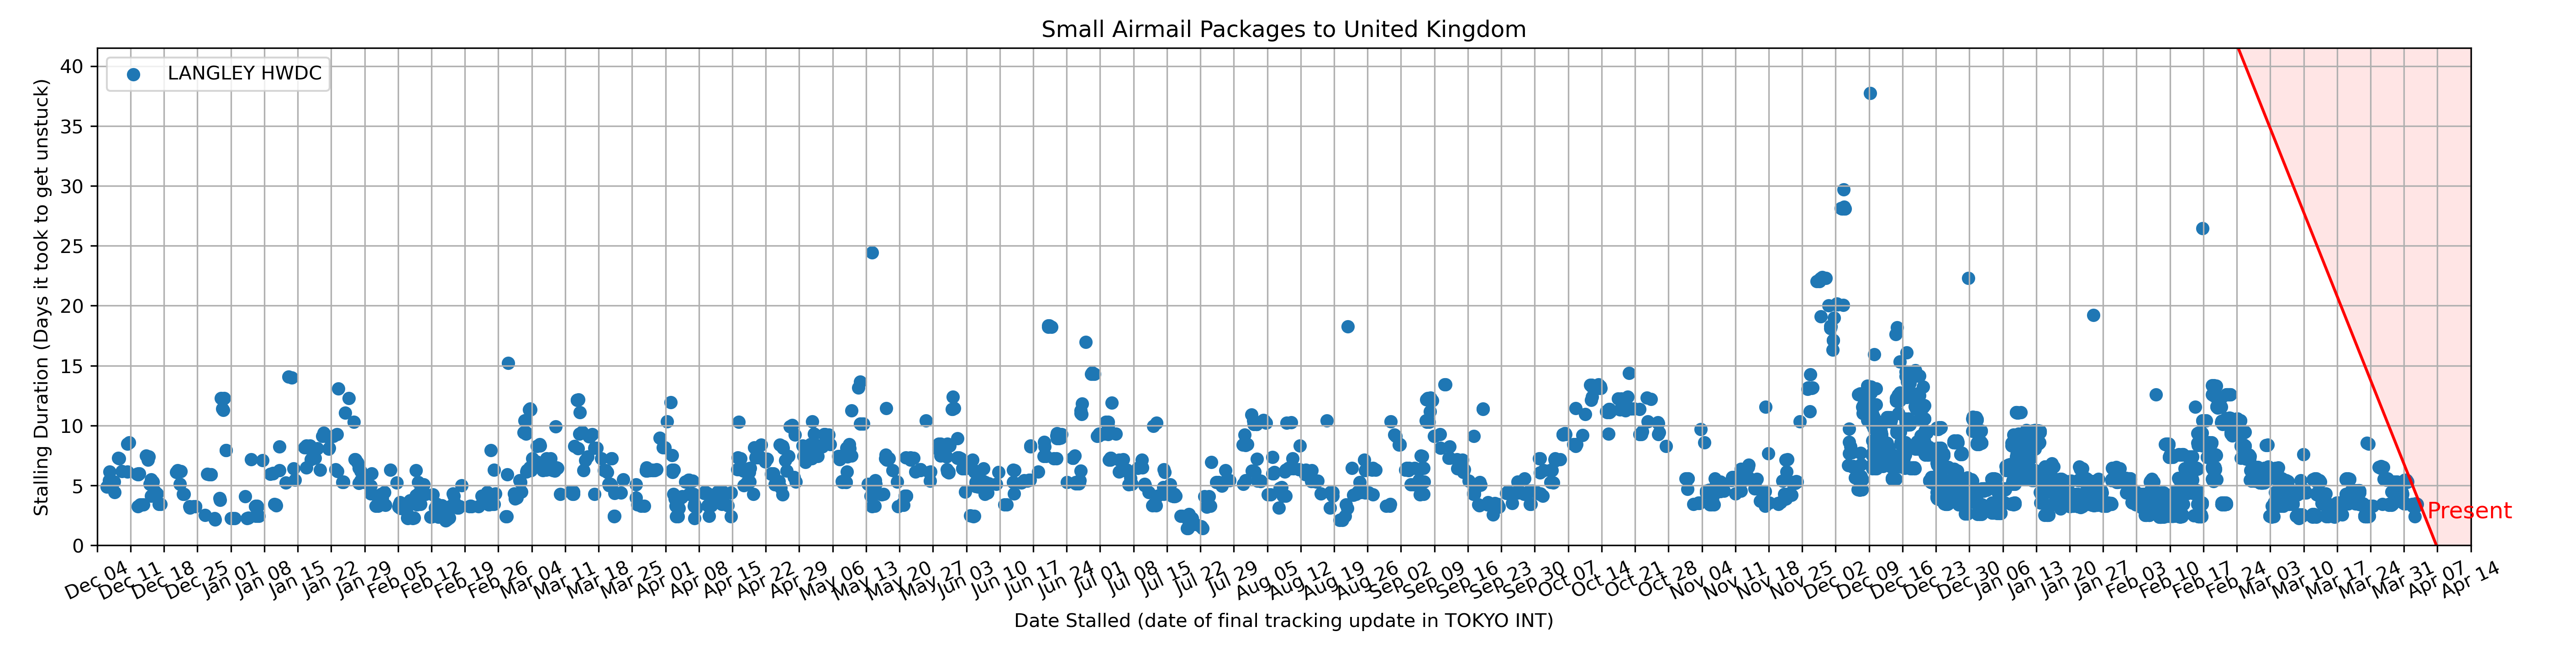 Small Airmail Packages to United Kingdom
LANGLEY HWDC
Stalling Duration (Days it took to get unstuck)
40
35
30
25
20
15
10
5
0
Present
Dec 04
Dec 11
Dec 18
Dec 25
Jan 01
Jan 08
Jan 15
Jan 22
Jan 29
Feb 05
Feb 12
Feb 19
Feb 26
Mar 04
Mar 11
Mar 18
Mar 25
Apr 01
Apr 08
Apr 15
Apr 22
Apr 29
May 06
May 13
May 20
May 27
Jun 03
Jun 10
Jun 17
Jun 24
Jul 01
Jul 08
Jul 15
Jul 22
Jul 29
Aug 05
Aug 12
Aug 19
Aug 26
Sep 02
Sep 09
Sep 16
Sep 23
Sep 30
Oct 07
Oct 14
Oct 21
Oct 28
Nov 04
Nov 11
Nov 18
Nov 25
Dec 02
Dec 09
Dec 16
Dec 23
Dec 30
Jan 06
Jan 13
Jan 20
Jan 27
Feb 03
Feb 10
Feb 17
Feb 24
Mar 03
Mar 10
Mar 17
Mar 24
Mar 31
Apr 07
Apr 14
Date Stalled (date of final tracking update in TOKYO INT)